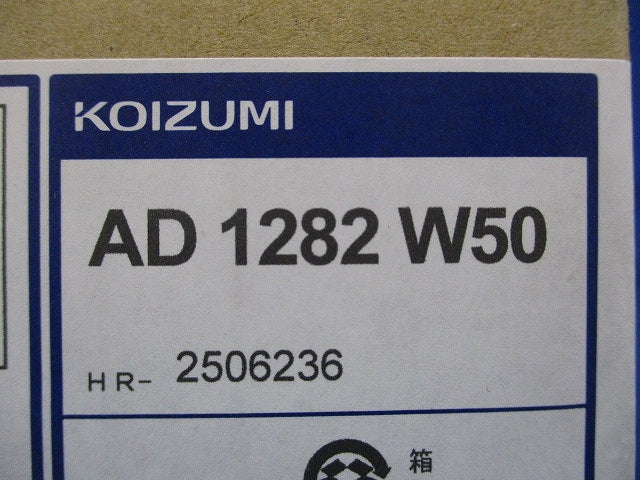 KOIZUMI
AD 1282 W50
HR- 2506236
箱